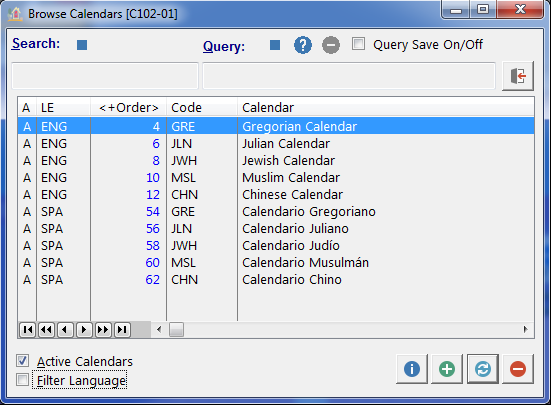 Browse Calendars [C102-01]
Search: Query: Query Save On/Off
A LE <+Order> Code Calendar
A ENG 4 GRE Gregorian Calendar
A ENG 6 JLN Julian Calendar
A ENG 8 JWH Jewish Calendar
A ENG 10 MSL Muslim Calendar
A ENG 12 CHN Chinese Calendar
A SPA 54 GRE Calendario Gregoriano
A SPA 56 JLN Calendario Juliano
A SPA 58 JWH Calendario Judío
A SPA 60 MSL Calendario Musulmán
A SPA 62 CHN Calendario Chino
Active Calendars
Filter Language